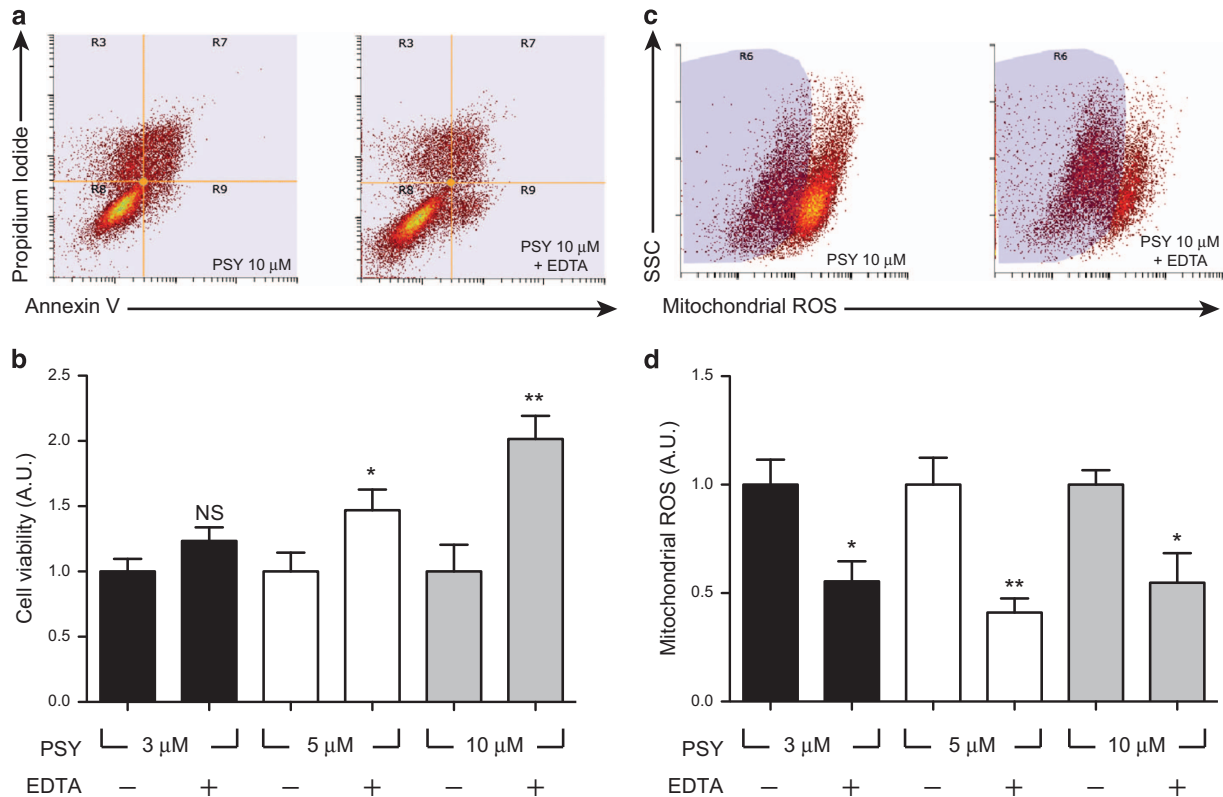 a
Propidium Iodide
R3
R7
R8
R9
PSY 10 µM
R3
R7
R8
R9
PSY 10 µM
+ EDTA
Annexin V
c
SSC
R6
PSY 10 µM
R6
PSY 10 µM
+ EDTA
Mitochondrial ROS
b
Cell viability (A.U.)
2.5
2.0
1.5
1.0
0.5
0.0
NS
*
**
PSY
3 µM
5 µM
10 µM
EDTA
− + − + − +
d
Mitochondrial ROS (A.U.)
1.5
1.0
0.5
0.0
*
**
*
PSY
3 µM
5 µM
10 µM
EDTA
− + − + − +